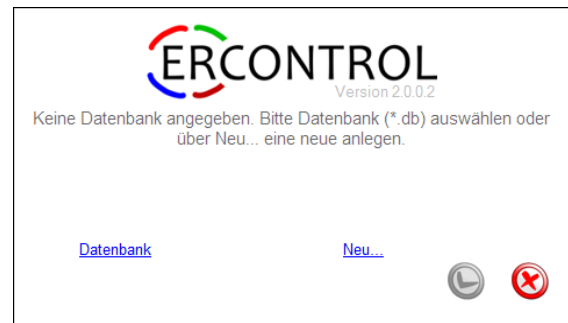 ERCONTROL
Version 2.0.0.2
Keine Datenbank angegeben. Bitte Datenbank (*.db) auswählen oder
über Neu... eine neue anlegen.
Datenbank
Neu...